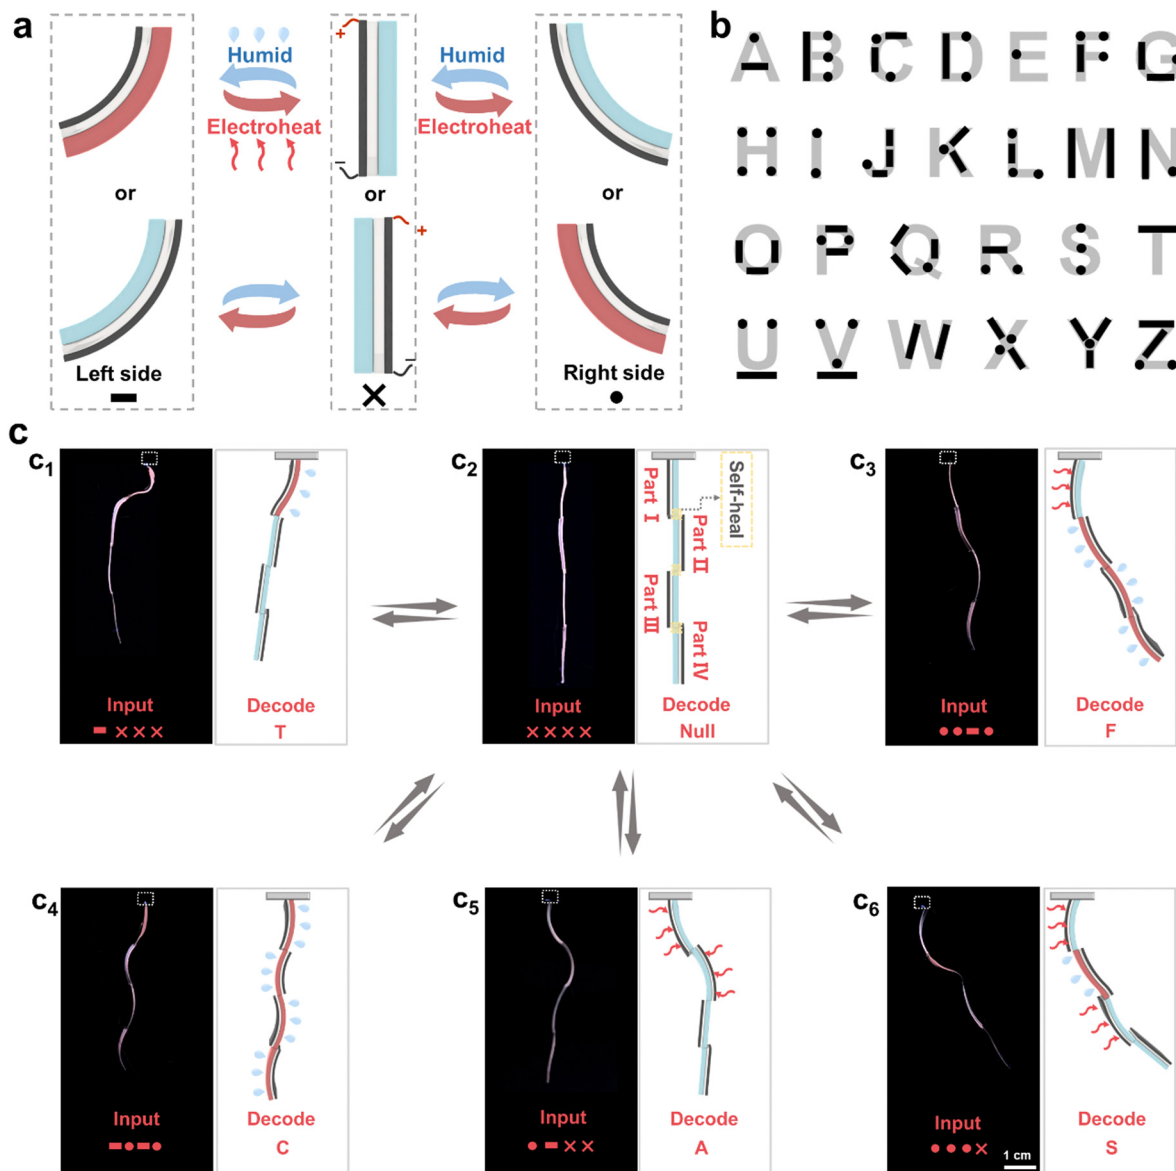 a
Humid
Electroheat
or
+
−
or
+
−
Humid
Electroheat
or
Left side
Right side
b
A B C D E F G
H I J K L M N
O P Q R S T
U V W X Y Z
c
c1
Input
Decode
T
c2
Input
Part I
Part II
Part III
Part IV
Self-heal
Decode
Null
c3
Input
Decode
F
c4
Input
Decode
C
c5
Input
Decode
A
c6
Input
1 cm
Decode
S